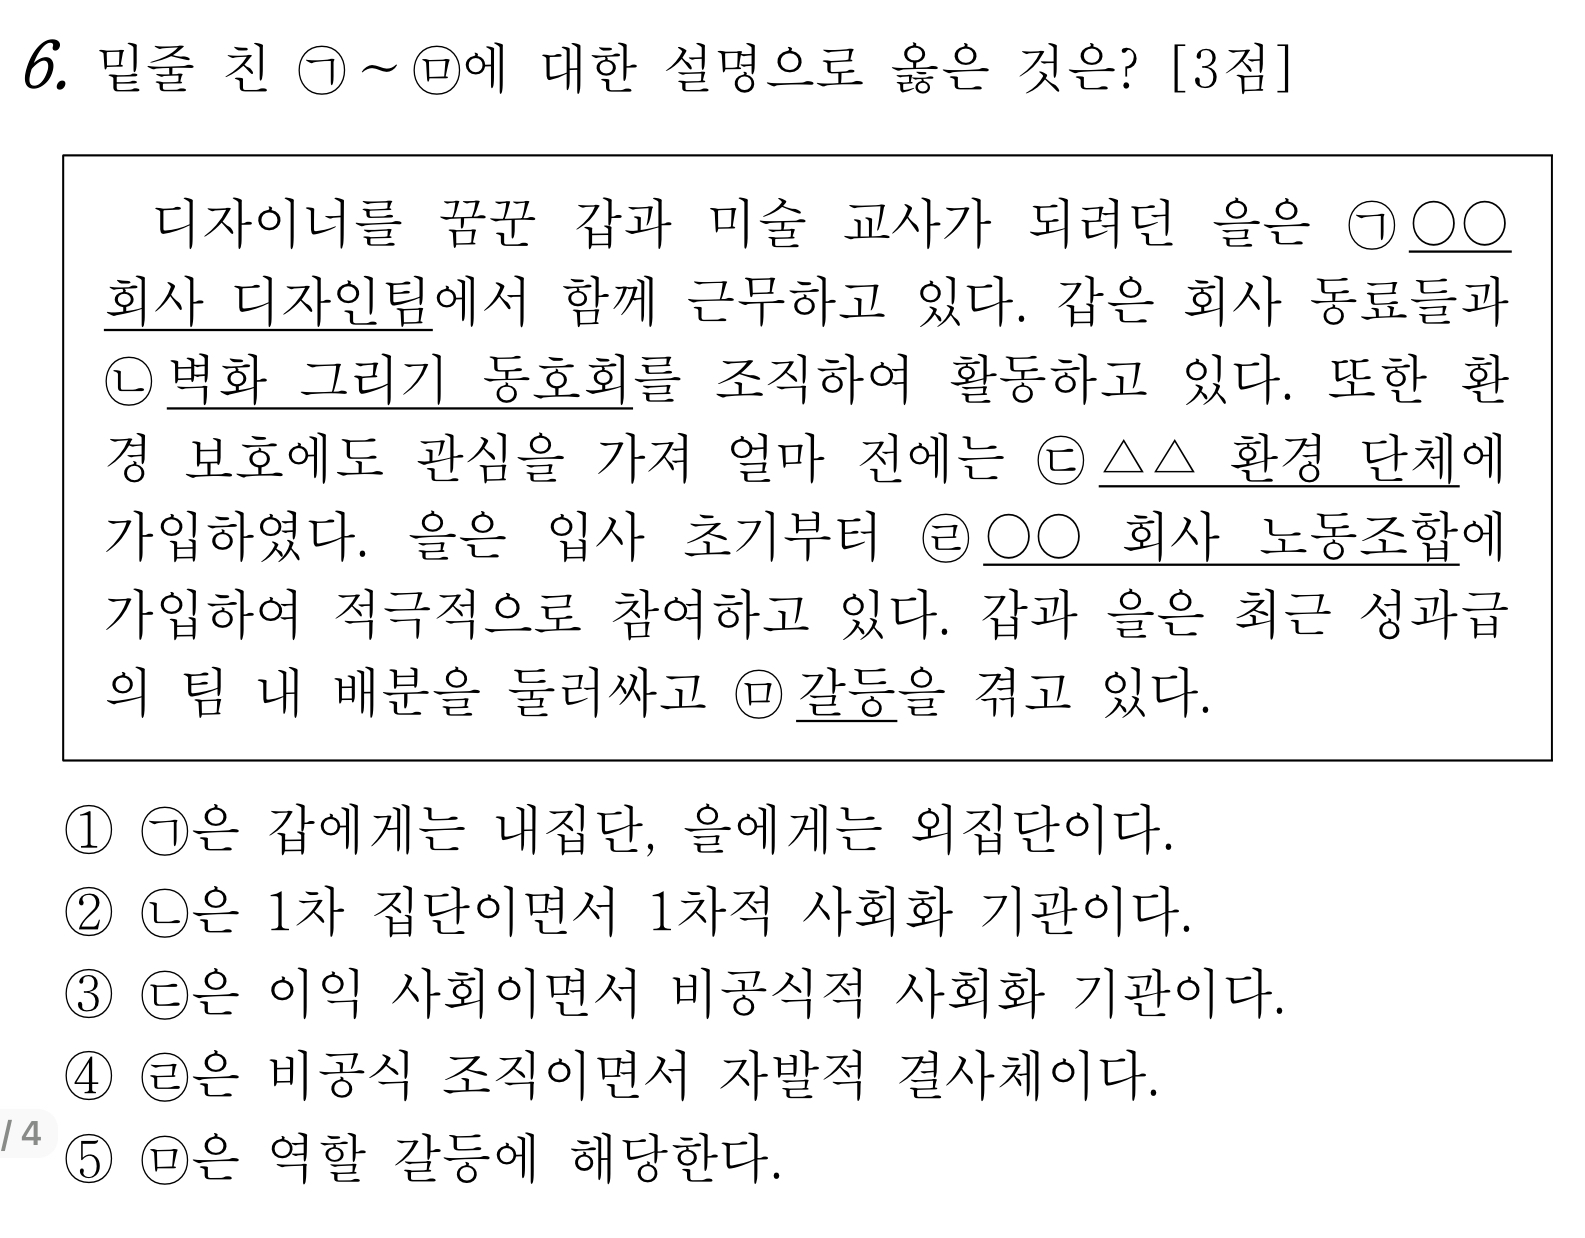 6. 밑줄 친 ㉠~㉤에 대한 설명으로 옳은 것은? [3점]
디자이너를 꿈꾼 갑과 미술 교사가 되려던 을은 ㉠○○
회사 디자인팀에서 함께 근무하고 있다. 갑은 회사 동료들과
㉡벽화 그리기 동호회를 조직하여 활동하고 있다. 또한 환
경 보호에도 관심을 가져 얼마 전에는 ㉢△△ 환경 단체에
가입하였다. 을은 입사 초기부터 ㉣○○ 회사 노동조합에
가입하여 적극적으로 참여하고 있다. 갑과 을은 최근 성과급
의 팀 내 배분을 둘러싸고 ㉤갈등을 겪고 있다.
① ㉠은 갑에게는 내집단, 을에게는 외집단이다.
② ㉡은 1차 집단이면서 1차적 사회화 기관이다.
③ ㉢은 이익 사회이면서 비공식적 사회화 기관이다.
④ ㉣은 비공식 조직이면서 자발적 결사체이다.
/ 4
⑤ ㉤은 역할 갈등에 해당한다.